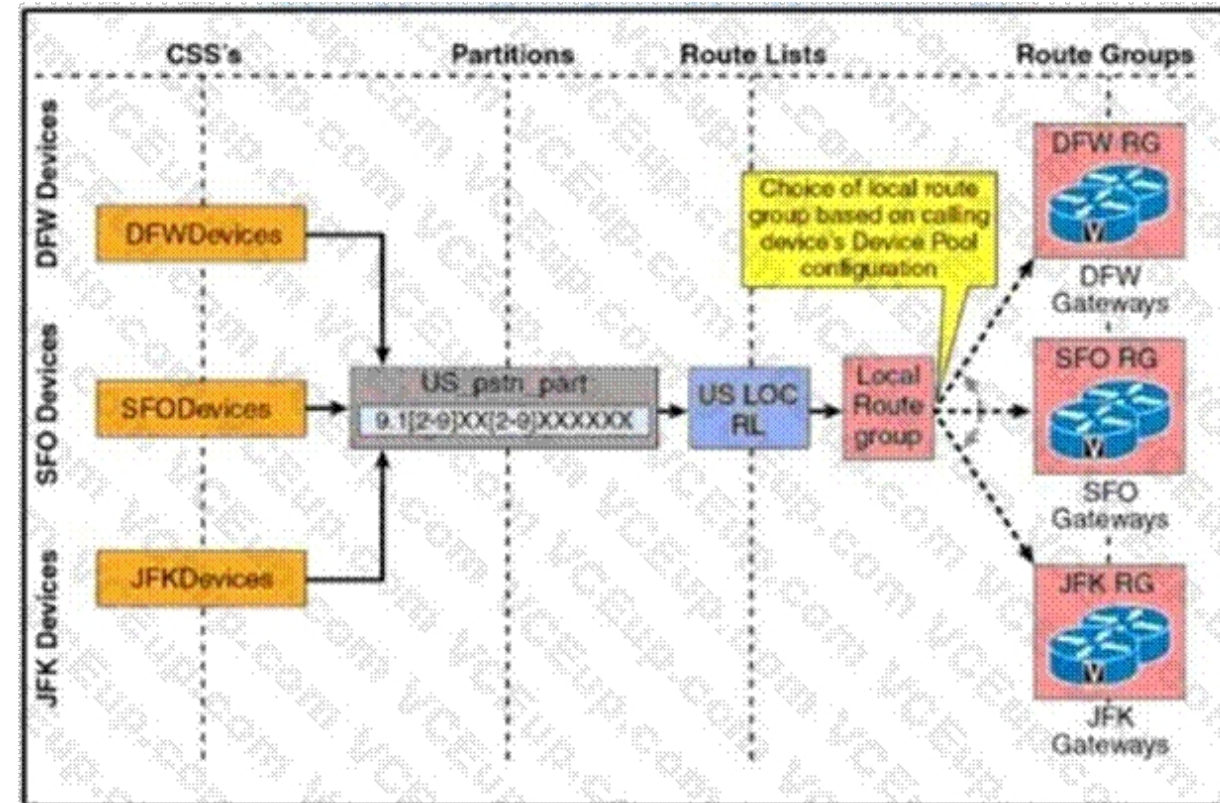 CSS's
Partitions
Route Lists
Route Groups
DFW Devices
DFWDevices
Choice of local route
group based on calling
device's Device Pool
configuration
DFW RG
V
DFW
Gateways
SFO Devices
SFODevices
US_pstn_part
9.1[2-9]XX[2-9]XXXXXX
US LOC
RL
Local
Route
group
SFO RG
V
SFO
Gateways
JFK Devices
JFKDevices
JFK RG
V
JFK
Gateways